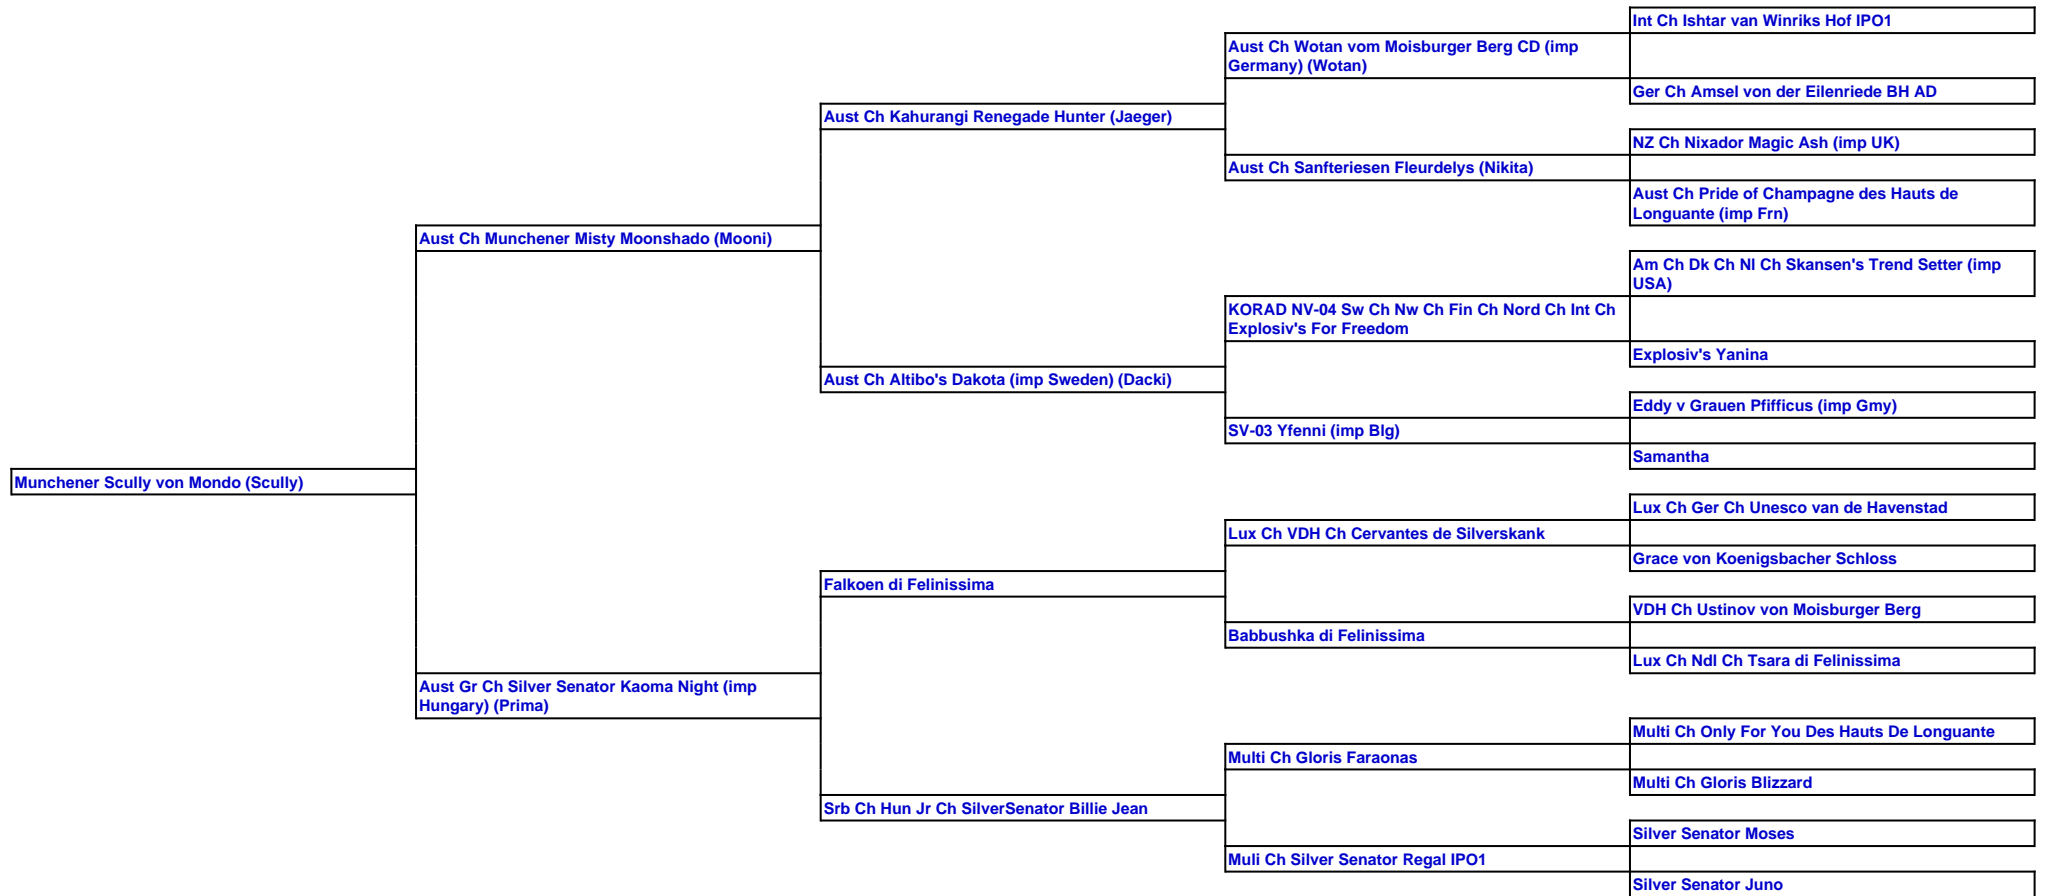 Int Ch Ishtar van Winriks Hof IPO1
Aust Ch Wotan vom Moisburger Berg CD (imp
Germany) (Wotan)
Ger Ch Amsel von der Eilenriede BH AD
Aust Ch Kahurangi Renegade Hunter (Jaeger)
NZ Ch Nixador Magic Ash (imp UK)
Aust Ch Sanfteriesen Fleurdelys (Nikita)
Aust Ch Pride of Champagne des Hauts de
Longuante (imp Frn)
Aust Ch Munchener Misty Moonshado (Mooni)
Am Ch Dk Ch Nl Ch Skansen's Trend Setter (imp
USA)
KORAD NV-04 Sw Ch Nw Ch Fin Ch Nord Ch Int Ch
Explosiv's For Freedom
Explosiv's Yanina
Aust Ch Altibo's Dakota (imp Sweden) (Dacki)
Eddy v Grauen Pfifficus (imp Gmy)
SV-03 Yfenni (imp Blg)
Samantha
Munchener Scully von Mondo (Scully)
Lux Ch Ger Ch Unesco van de Havenstad
Lux Ch VDH Ch Cervantes de Silverskank
Grace von Koenigsbacher Schloss
Falkoen di Felinissima
VDH Ch Ustinov von Moisburger Berg
Babbushka di Felinissima
Lux Ch Ndl Ch Tsara di Felinissima
Aust Gr Ch Silver Senator Kaoma Night (imp
Hungary) (Prima)
Multi Ch Only For You Des Hauts De Longuante
Multi Ch Gloris Faraonas
Multi Ch Gloris Blizzard
Srb Ch Hun Jr Ch SilverSenator Billie Jean
Silver Senator Moses
Muli Ch Silver Senator Regal IPO1
Silver Senator Juno